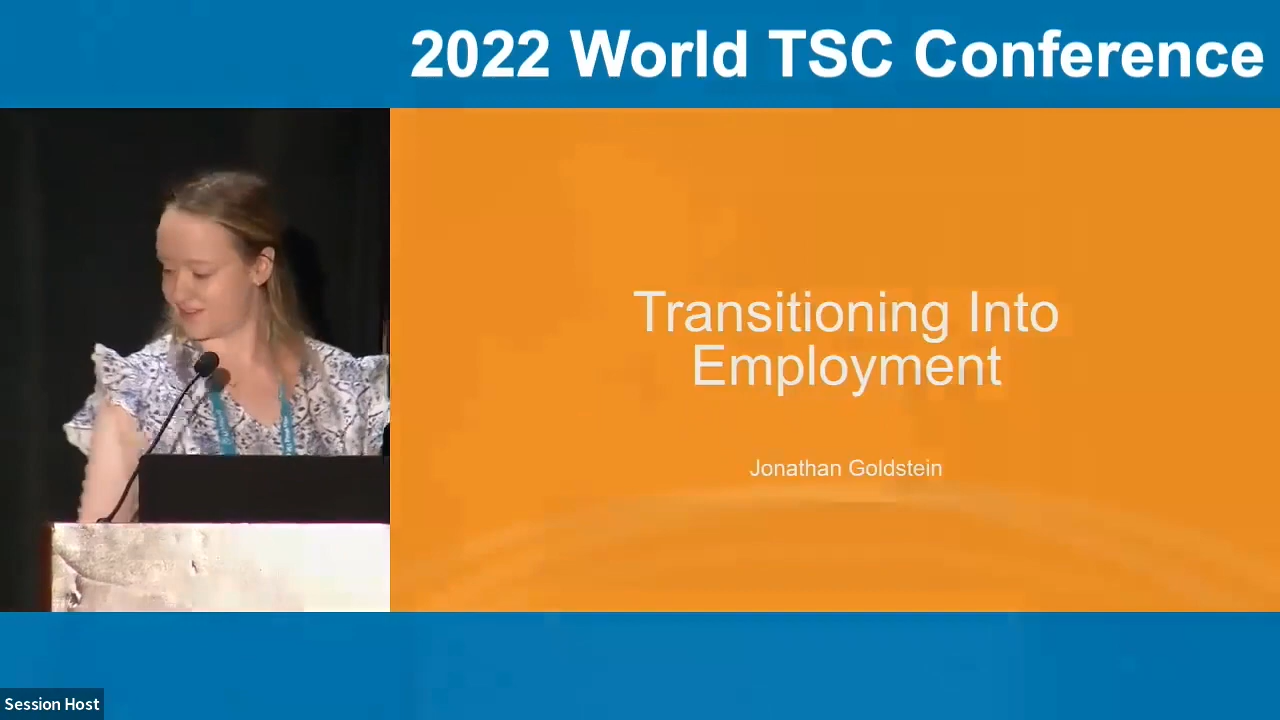 2022 World TSC Conference
Transitioning Into
Employment
Jonathan Goldstein
Session Host